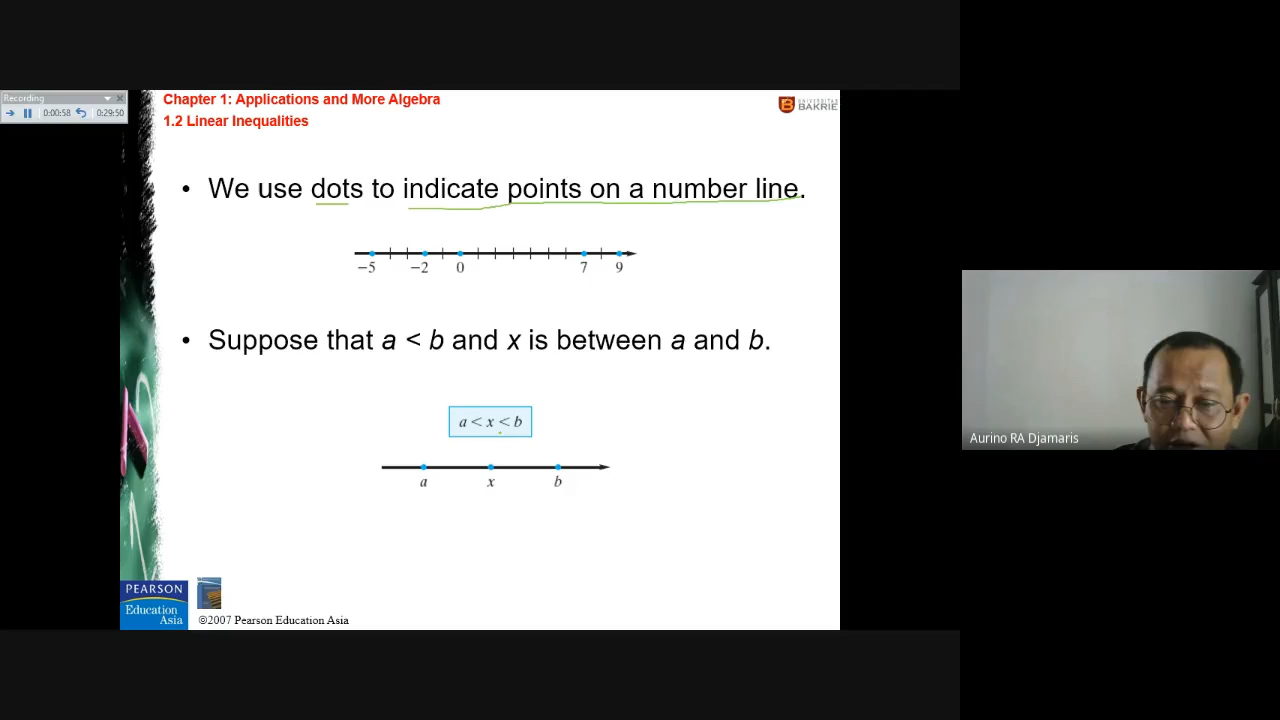 Recording
0:00:58 0:29:50
Chapter 1: Applications and More Algebra
1.2 Linear Inequalities
UNIVERSITAS
BAKRIE
• We use dots to indicate points on a number line.
−5 −2 0 7 9
• Suppose that a < b and x is between a and b.
a < x < b
a x b
PEARSON
Education
Asia
©2007 Pearson Education Asia
Aurino RA Djamaris